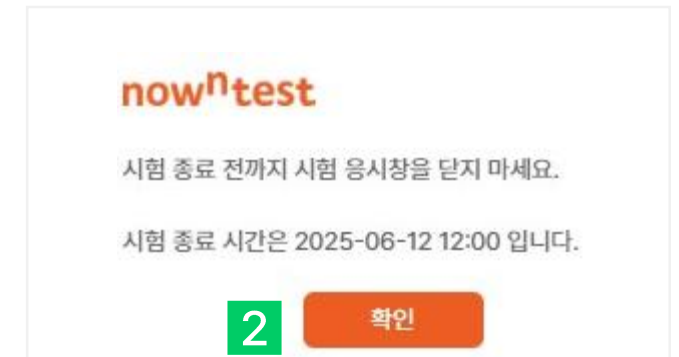 nowntest
시험 종료 전까지 시험 응시창을 닫지 마세요.
시험 종료 시간은 2025-06-12 12:00 입니다.
2 확인